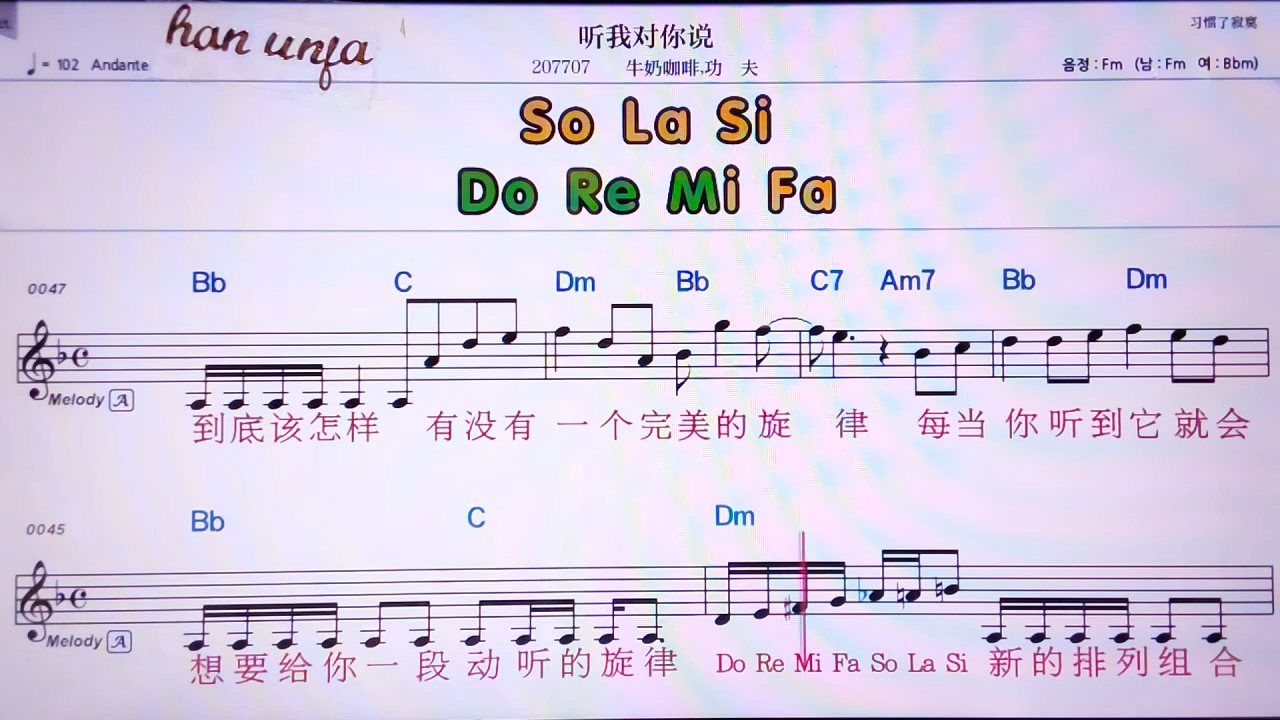 han unfa
听我对你说
习惯了寂寞
= 102 Andante
207707 牛奶咖啡,功 夫
음정 : Fm (남 : Fm 여 : Bbm)
So La Si
Do Re Mi Fa
0047
Bb C Dm Bb C7 Am7 Bb Dm
Melody A
到底该怎样 有没有 一个完美的旋 律 每当 你听到它就会
0045
Bb C Dm
Melody A
想要给你一段动听的旋律 Do Re Mi Fa So La Si 新的排列组合